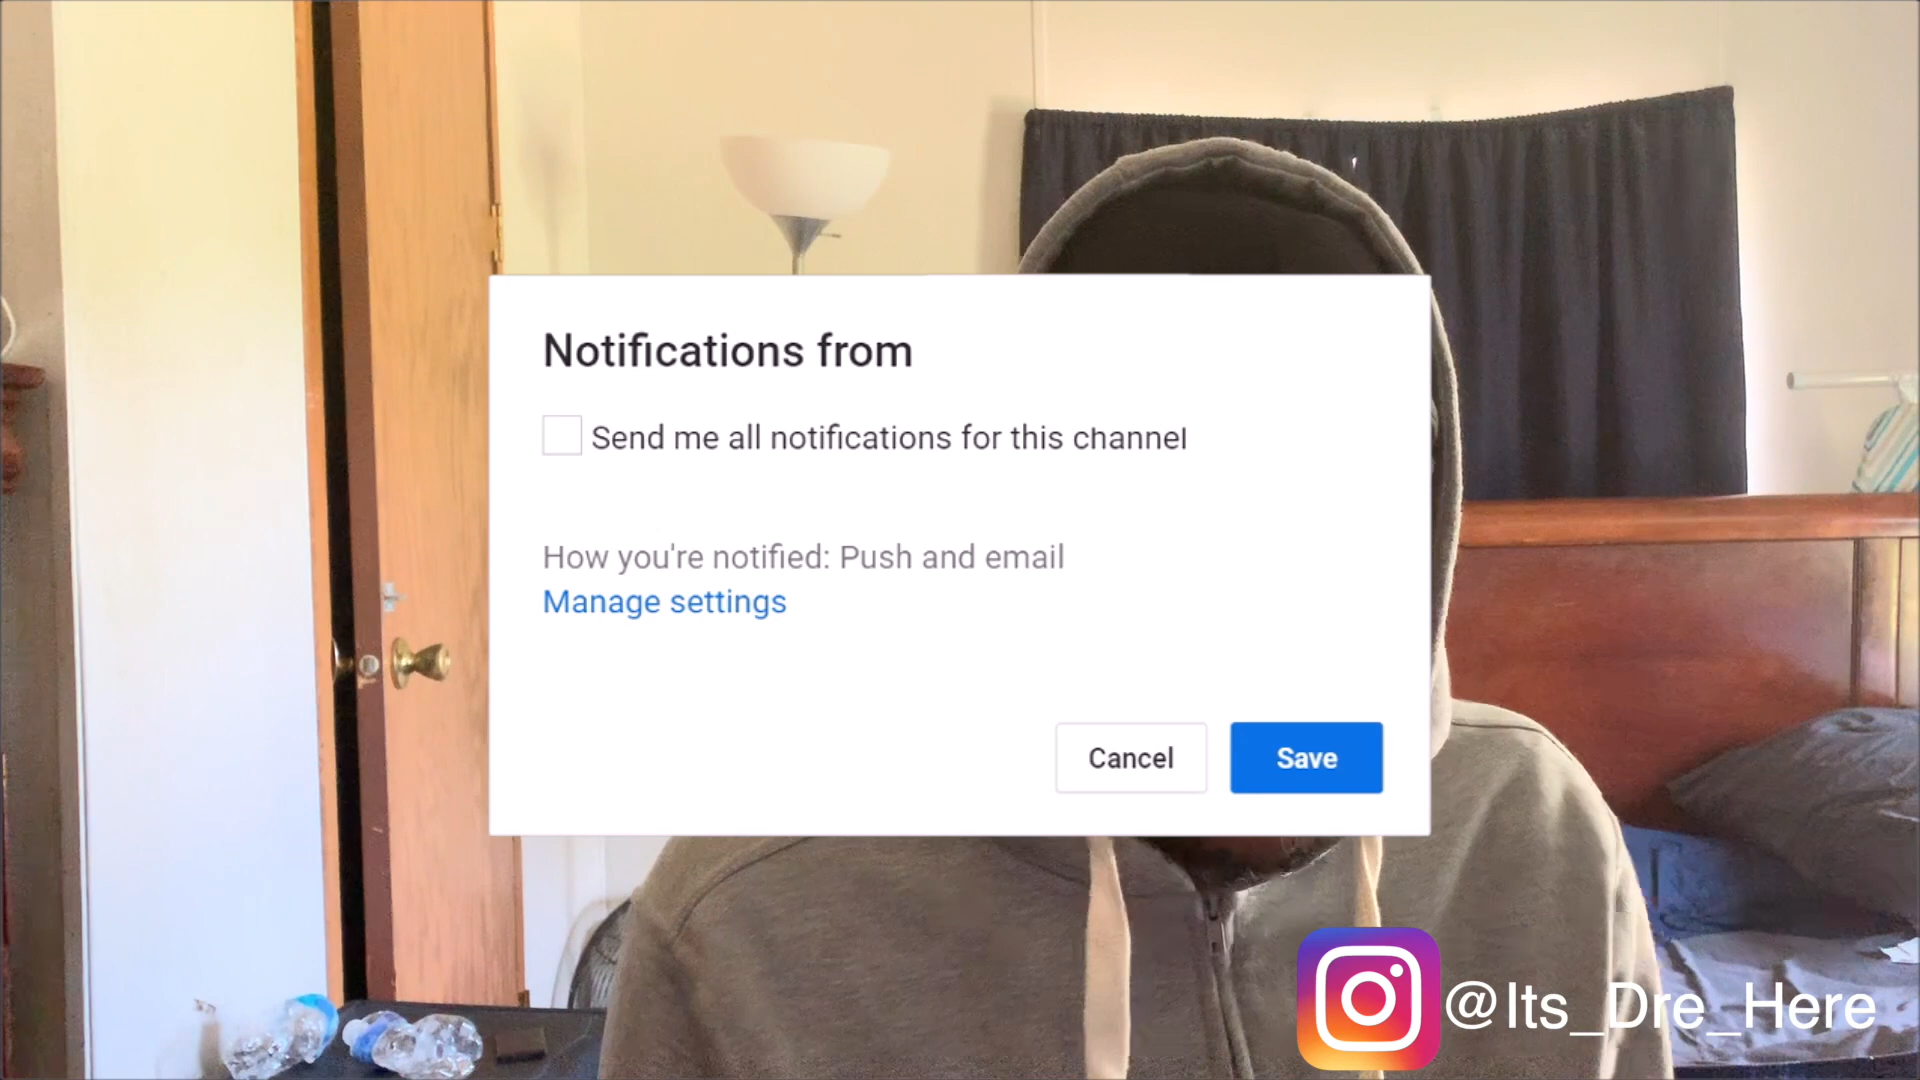 Notifications from
Send me all notifications for this channel
How you're notified: Push and email
Manage settings
Cancel
Save
@Its_Dre_Here